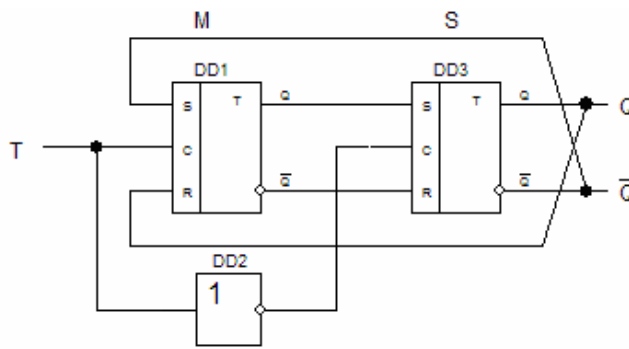 M S
DD1 DD3
S T Q S T Q Q
T C C
R Q̅ R Q̅ Q̅
DD2
1